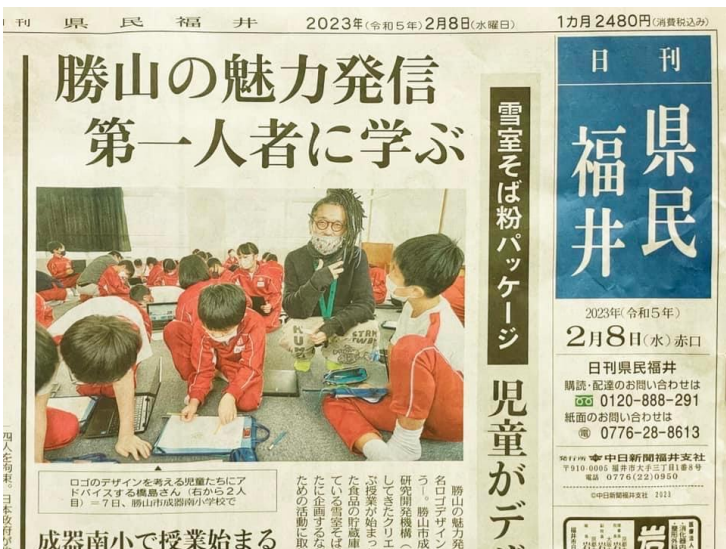 刊 県民福井 2023年(令和5年)2月8日(水曜日) 1カ月2480円(消費税込み)
勝山の魅力発信
第一人者に学ぶ
雪室そば粉パッケージ
児童がデ
日刊
県民
福井
2023年(令和5年)
2月8日(水)赤口
日刊県民福井
購読・配達のお問い合わせは
0120-888-291
紙面のお問い合わせは
0776-28-8613
発行所 中日新聞福井支社
〒910-0005 福井市大手三丁目1番8号
電話 0776(22)0950
©中日新聞福井支社 2023
ロゴのデザインを考える児童たちにア
ドバイスする橋島さん(右から2人
目)=7日、勝山市成器南小学校で
成器南小で授業始まる
勝山の魅力発
名ロゴデザイン
う―。勝山市成
研究開発機構(
してきたクリエ
ぶ授業が始まっ
た食品の貯蔵庫
ている雪室そば
たに企画するな
ための活動に取
四人を拘束。日本政府が